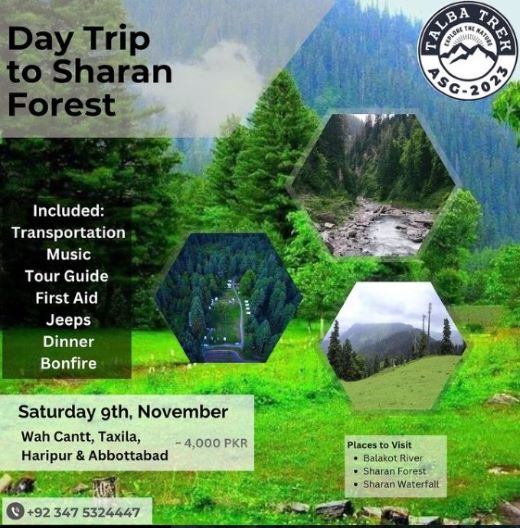 Day Trip
to Sharan
Forest
TALBA TREK
EXPLORE THE NATURE
ASG-2023
Included:
Transportation
Music
Tour Guide
First Aid
Jeeps
Dinner
Bonfire
Saturday 9th, November
Wah Cantt, Taxila,
Haripur & Abbottabad
~ 4,000 PKR
Places to Visit
• Balakot River
• Sharan Forest
• Sharan Waterfall
+92 347 5324447